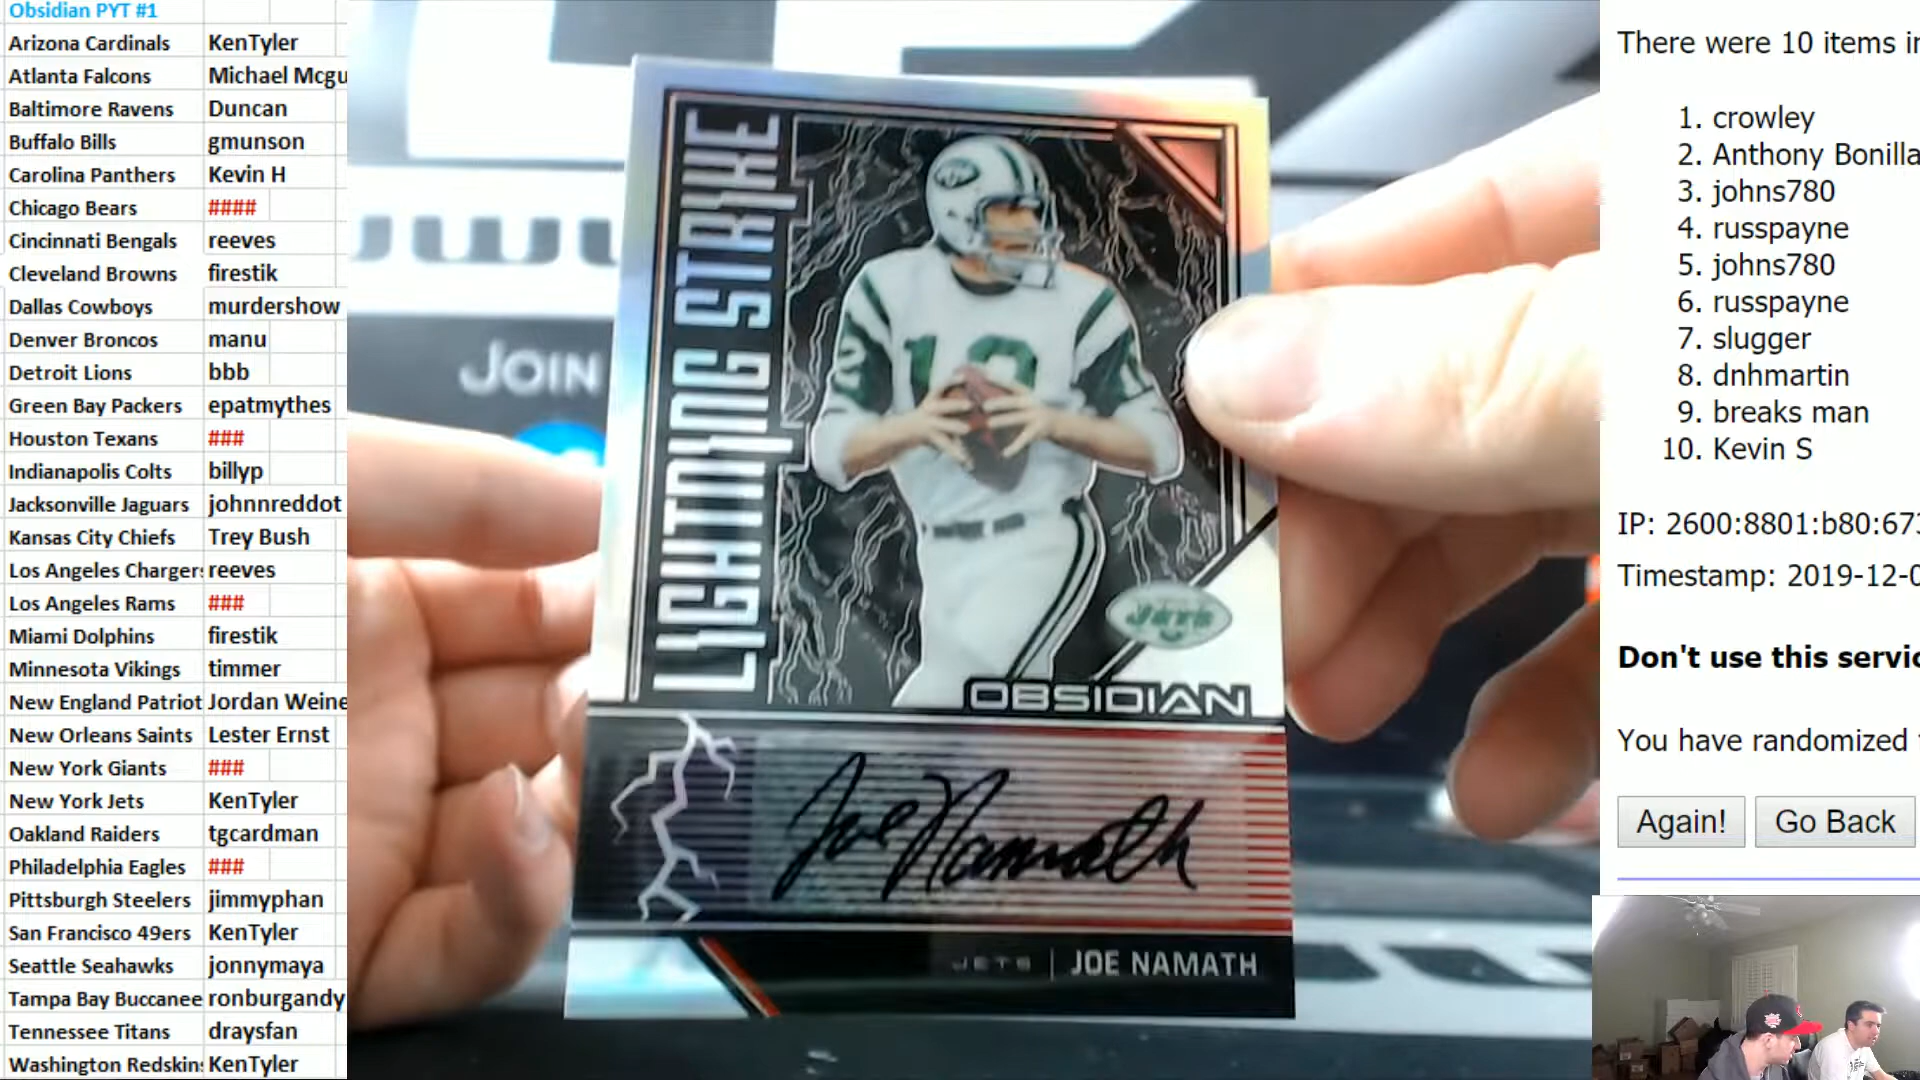 Obsidian PYT #1
Arizona Cardinals KenTyler
Atlanta Falcons Michael Mcgu
Baltimore Ravens Duncan
Buffalo Bills gmunson
Carolina Panthers Kevin H
Chicago Bears ####
Cincinnati Bengals reeves
Cleveland Browns firestik
Dallas Cowboys murdershow
Denver Broncos manu
Detroit Lions bbb
Green Bay Packers epatmythes
Houston Texans ###
Indianapolis Colts billyp
Jacksonville Jaguars johnnreddot
Kansas City Chiefs Trey Bush
Los Angeles Chargers reeves
Los Angeles Rams ###
Miami Dolphins firestik
Minnesota Vikings timmer
New England Patriot Jordan Weine
New Orleans Saints Lester Ernst
New York Giants ###
New York Jets KenTyler
Oakland Raiders tgcardman
Philadelphia Eagles ###
Pittsburgh Steelers jimmyphan
San Francisco 49ers KenTyler
Seattle Seahawks jonnymaya
Tampa Bay Buccanee ronburgandy
Tennessee Titans draysfan
Washington Redskins KenTyler
JOIN
LIGHTNING STRIKE
12
JETS
OBSIDIAN
Joe Namath
JETS | JOE NAMATH
There were 10 items in
1. crowley
2. Anthony Bonilla
3. johns780
4. russpayne
5. johns780
6. russpayne
7. slugger
8. dnhmartin
9. breaks man
10. Kevin S
IP: 2600:8801:b80:673
Timestamp: 2019-12-0
Don't use this servic
You have randomized
Again! Go Back